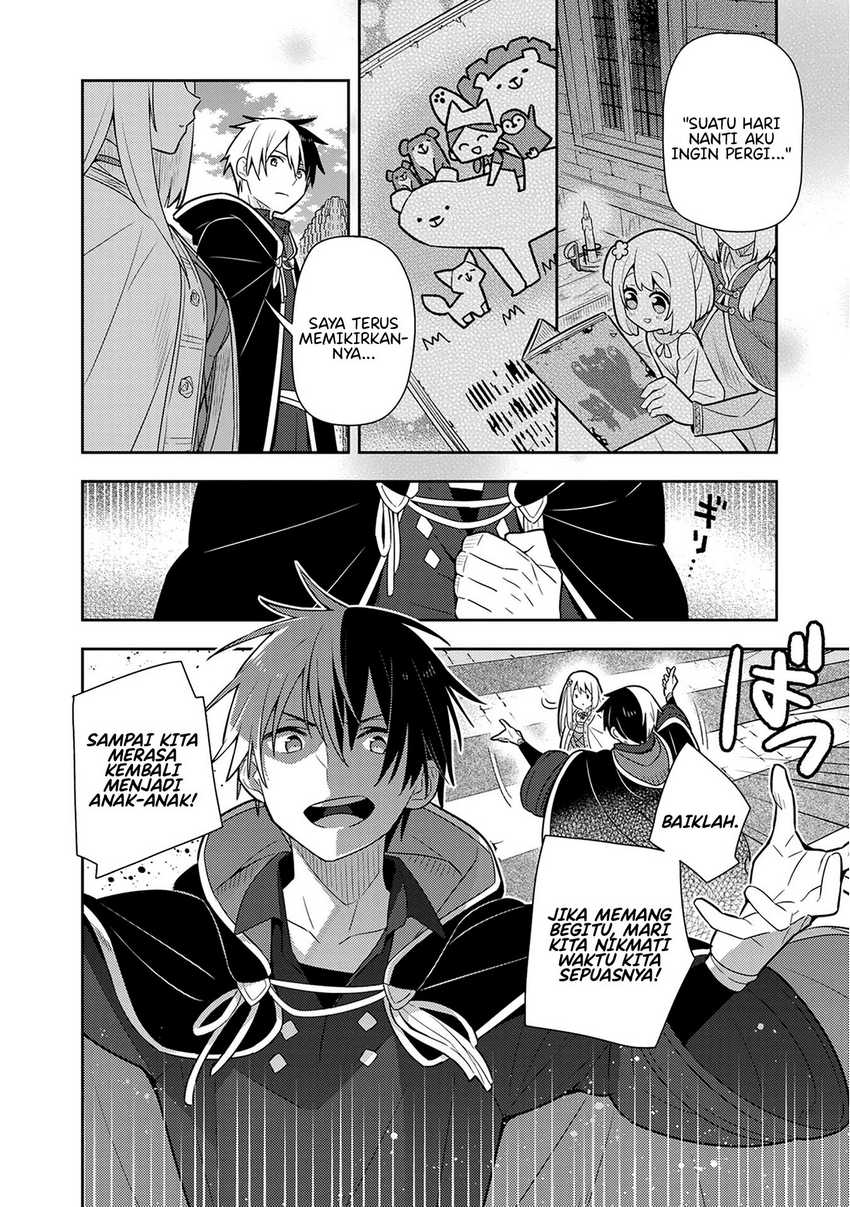 "SUATU HARI
NANTI AKU
INGIN PERGI..."
SAYA TERUS
MEMIKIRKAN-
NYA...
ギリ…
ばっ
BAIKLAH.
JIKA MEMANG
BEGITU, MARI
KITA NIKMATI
WAKTU KITA
SEPUASNYA!
SAMPAI KITA
MERASA
KEMBALI
MENJADI
ANAK-ANAK!